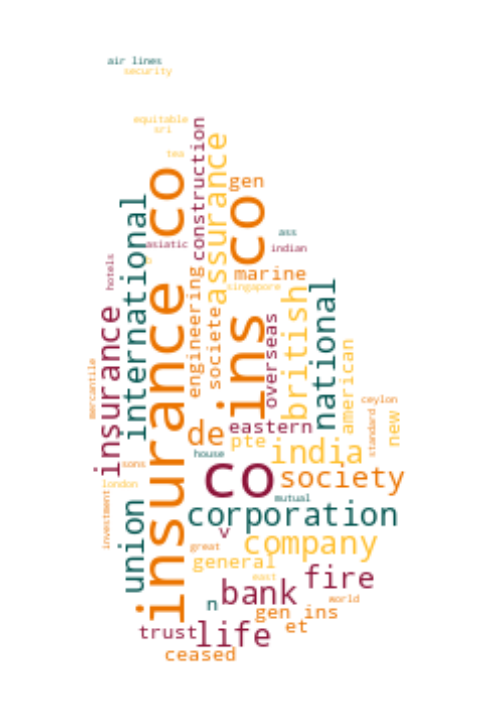 air lines
security
equitable
sri
tea
construction
assurance
gen
insurance co
ins co
international
asiatic
ass
indian
hotels
marine
singapore
engineering
societe
british
national
overseas
insurance
mercantile
american
ceylon
standard
new
de
eastern
pte
india
house
sons
co
society
london
mutual
investment
union
corporation
v
company
great
general
east
bank
fire
n
world
gen ins
et
trust
life
ceased